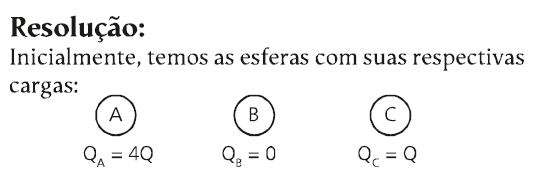 Resolução:
Inicialmente, temos as esferas com suas respectivas
cargas:
A B C
Q_A = 4Q Q_B = 0 Q_C = Q